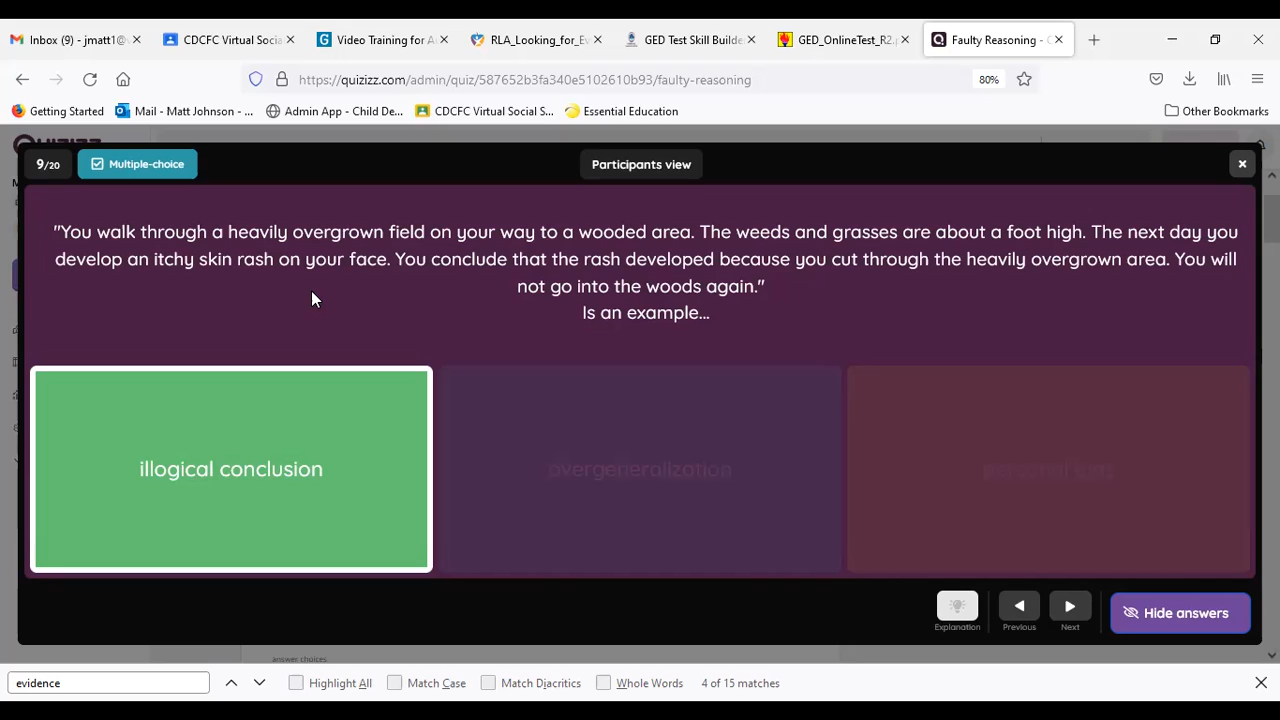 Inbox (9) - jmatt1@
CDCFC Virtual Socia
Video Training for A
RLA_Looking_for_Ev
GED Test Skill Builde
GED_OnlineTest_R2.p
Faulty Reasoning - C
https://quizizz.com/admin/quiz/587652b3fa340e5102610b93/faulty-reasoning
80%
Getting Started
Mail - Matt Johnson - ...
Admin App - Child De...
CDCFC Virtual Social S...
Essential Education
Other Bookmarks
9/20
Multiple-choice
Participants view
"You walk through a heavily overgrown field on your way to a wooded area. The weeds and grasses are about a foot high. The next day you
develop an itchy skin rash on your face. You conclude that the rash developed because you cut through the heavily overgrown area. You will
not go into the woods again."
Is an example...
illogical conclusion
overgeneralization
Explanation
Previous
Next
Hide answers
answer choices
evidence
Highlight All
Match Case
Match Diacritics
Whole Words
4 of 15 matches